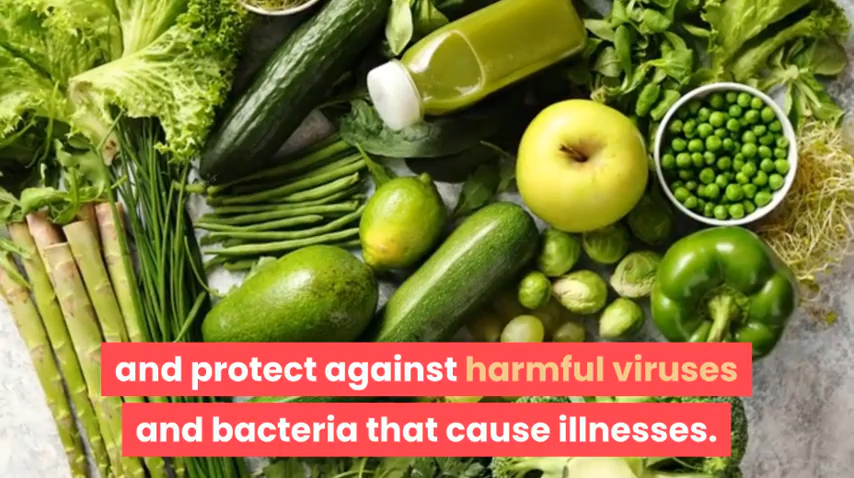 and protect against harmful viruses
and bacteria that cause illnesses.